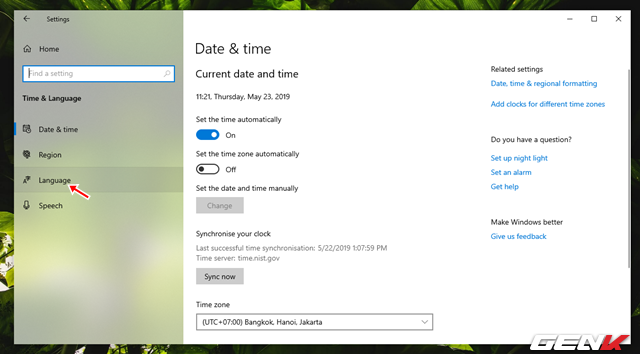 Settings
Home
Find a setting
Time & Language
Date & time
Region
Language
Speech
Date & time
Current date and time
11:21, Thursday, May 23, 2019
Set the time automatically
On
Set the time zone automatically
Off
Set the date and time manually
Change
Synchronise your clock
Last successful time synchronisation: 5/22/2019 1:07:59 PM
Time server: time.nist.gov
Sync now
Time zone
(UTC+07:00) Bangkok, Hanoi, Jakarta
Related settings
Date, time & regional formatting
Add clocks for different time zones
Do you have a question?
Set up night light
Set an alarm
Get help
Make Windows better
Give us feedback
GENK